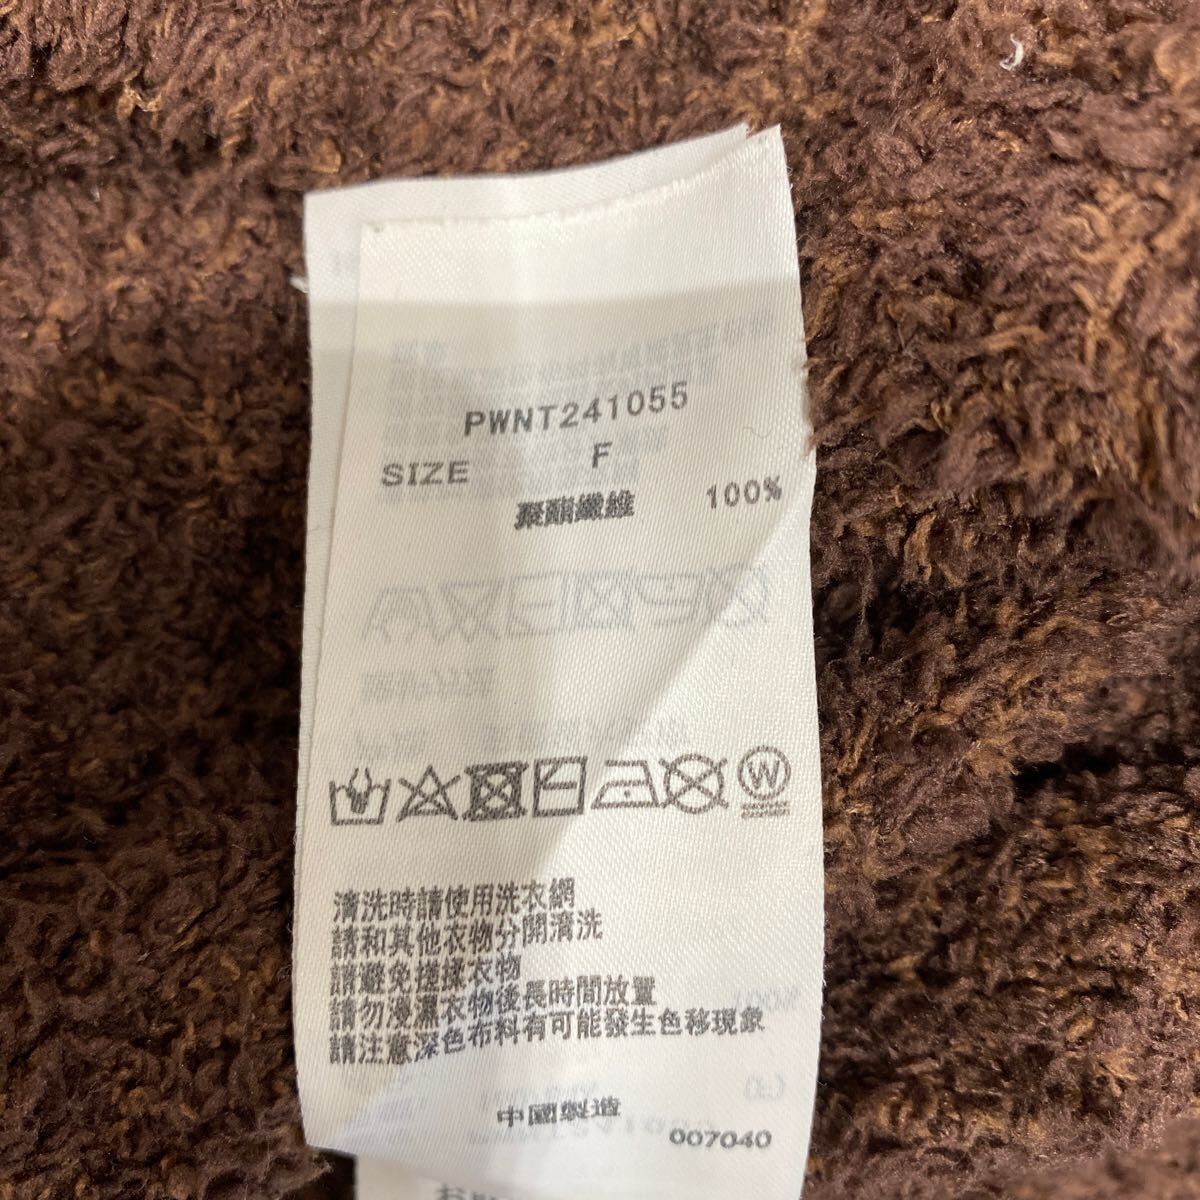 PWNT241055
SIZE F
聚酯纖維 100%
W
清洗時請使用洗衣網
請和其他衣物分開清洗
請避免搓揉衣物
請勿浸濕衣物後長時間放置
請注意深色布料有可能發生色移現象
中國製造
007040